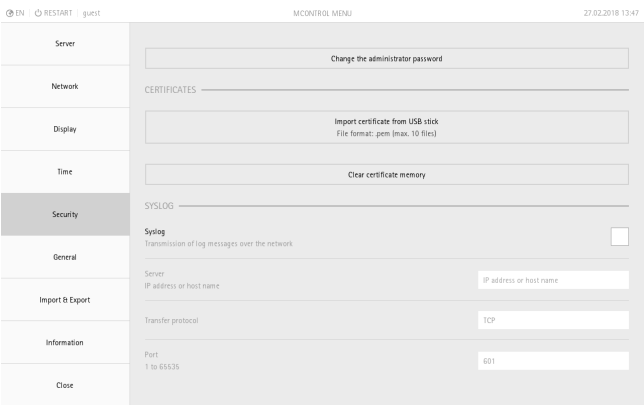 EN RESTART guest MCONTROL MENU 27.02.2018 13:47
Server
Network
Display
Time
Security
General
Import & Export
Information
Close
Change the administrator password
CERTIFICATES
Import certificate from USB stick
File format: .pem (max. 10 files)
Clear certificate memory
SYSLOG
Syslog
Transmission of log messages over the network
Server
IP address or host name
IP address or host name
Transfer protocol
TCP
Port
1 to 65535
601